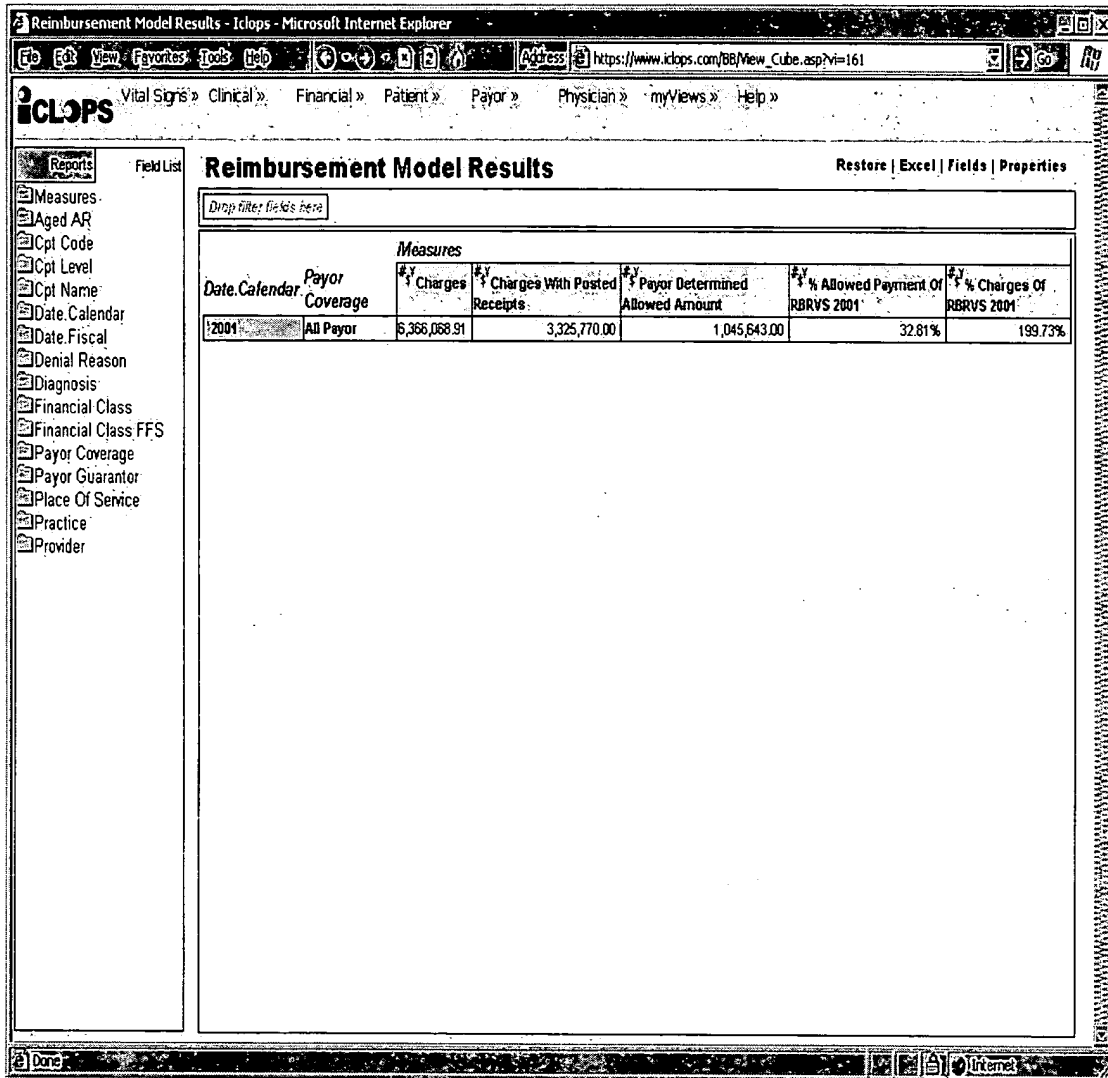 Reimbursement Model Results - Iclops - Microsoft Internet Explorer
File Edit View Favorites Tools Help
Address https://www.iclops.com/BB/View_Cube.asp?vi=161
Go
iCLOPS
Vital Signs » Clinical » Financial » Patient » Payor » Physician » myViews » Help »
Reports Field List
Measures
Aged AR
Cpt Code
Cpt Level
Cpt Name
Date.Calendar
Date.Fiscal
Denial Reason
Diagnosis
Financial Class
Financial Class FFS
Payor Coverage
Payor Guarantor
Place Of Service
Practice
Provider
Reimbursement Model Results
Restore | Excel | Fields | Properties
Drop filter fields here
Measures
Date.Calendar Payor Coverage Charges Charges With Posted Receipts Payor Determined Allowed Amount % Allowed Payment Of RBRVS 2001 % Charges Of RBRVS 2001
2001 All Payor 6,366,068.91 3,325,770.00 1,045,643.00 32.81% 199.73%
Done Internet